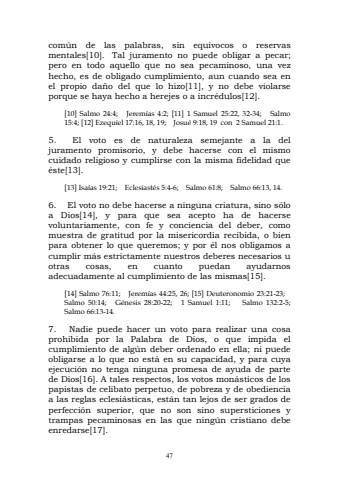 común de las palabras, sin equívocos o reservas
mentales[10]. Tal juramento no puede obligar a pecar;
pero en todo aquello que no sea pecaminoso, una vez
hecho, es de obligado cumplimiento, aun cuando sea en
el propio daño del que lo hizo[11], y no debe violarse
porque se haya hecho a herejes o a incrédulos[12].
[10] Salmo 24:4; Jeremías 4:2; [11] 1 Samuel 25:22, 32-34; Salmo
15:4; [12] Ezequiel 17:16, 18, 19; Josué 9:18, 19 con 2 Samuel 21:1.
5. El voto es de naturaleza semejante a la del
juramento promisorio, y debe hacerse con el mismo
cuidado religioso y cumplirse con la misma fidelidad que
éste[13].
[13] Isaías 19:21; Eclesiastés 5:4-6; Salmo 61:8; Salmo 66:13, 14.
6. El voto no debe hacerse a ninguna criatura, sino sólo
a Dios[14], y para que sea acepto ha de hacerse
voluntariamente, con fe y conciencia del deber, como
muestra de gratitud por la misericordia recibida, o bien
para obtener lo que queremos; y por él nos obligamos a
cumplir más estrictamente nuestros deberes necesarios u
otras cosas, en cuanto puedan ayudarnos
adecuadamente al cumplimiento de las mismas[15].
[14] Salmo 76:11; Jeremías 44:25, 26; [15] Deuteronomio 23:21-23;
Salmo 50:14; Génesis 28:20-22; 1 Samuel 1:11; Salmo 132:2-5;
Salmo 66:13-14.
7. Nadie puede hacer un voto para realizar una cosa
prohibida por la Palabra de Dios, o que impida el
cumplimiento de algún deber ordenado en ella; ni puede
obligarse a lo que no está en su capacidad, y para cuya
ejecución no tenga ninguna promesa de ayuda de parte
de Dios[16]. A tales respectos, los votos monásticos de los
papistas de celibato perpetuo, de pobreza y de obediencia
a las reglas eclesiásticas, están tan lejos de ser grados de
perfección superior, que no son sino supersticiones y
trampas pecaminosas en las que ningún cristiano debe
enredarse[17].
47